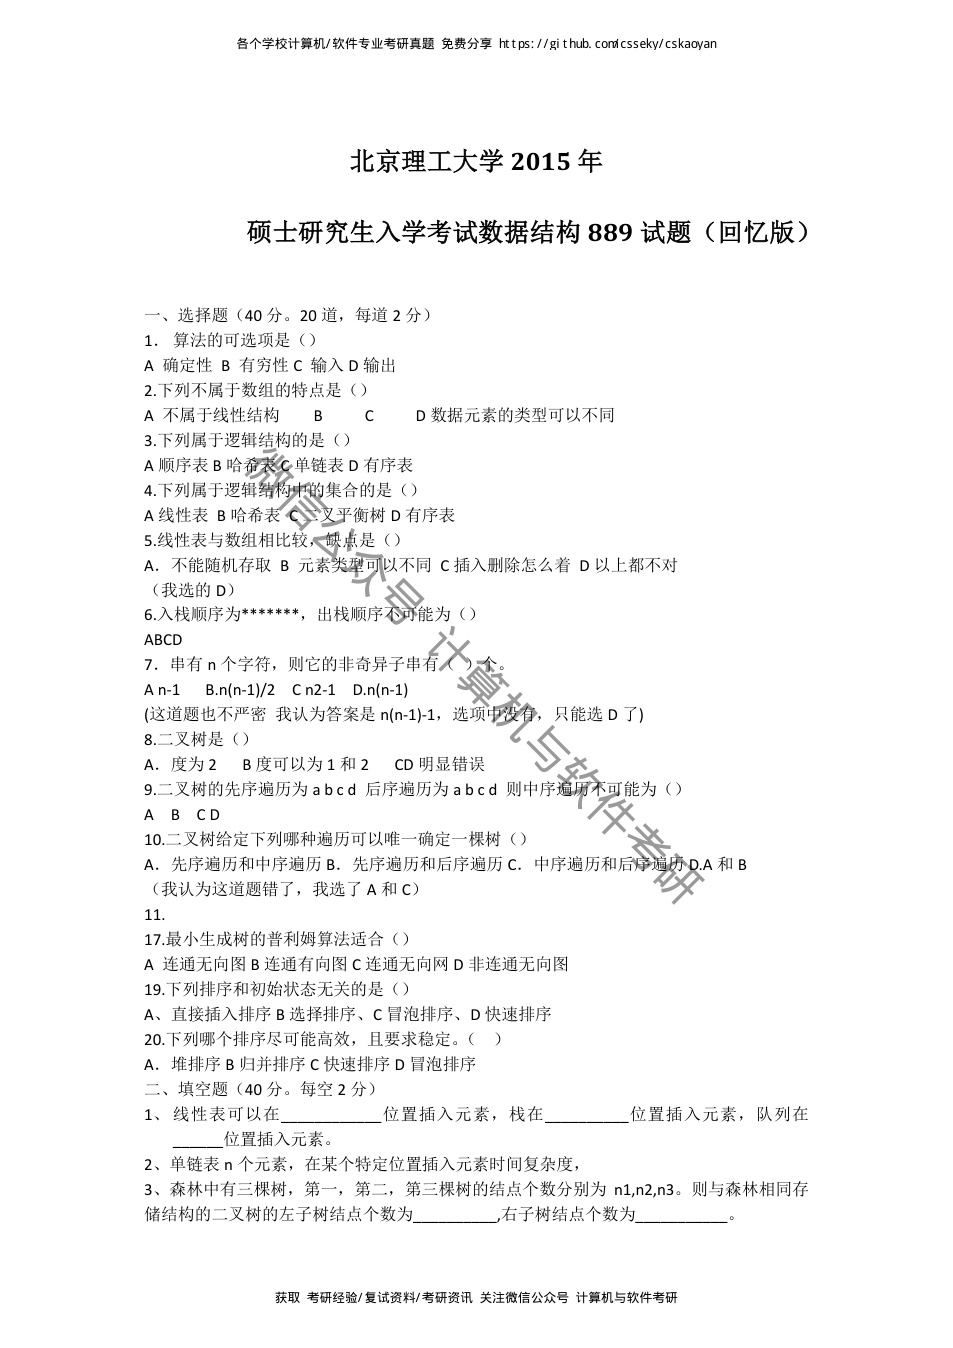 各个学校计算机/软件专业考研真题 免费分享 https://github.com/csseky/cskaoyan
北京理工大学 2015 年
硕士研究生入学考试数据结构 889 试题（回忆版）
一、选择题（40 分。20 道，每道 2 分）
1． 算法的可选项是（）
A 确定性 B 有穷性 C 输入 D 输出
2.下列不属于数组的特点是（）
A 不属于线性结构 B C D 数据元素的类型可以不同
3.下列属于逻辑结构的是（）
A 顺序表 B 哈希表 C 单链表 D 有序表
4.下列属于逻辑结构中的集合的是（）
A 线性表 B 哈希表 C 二叉平衡树 D 有序表
5.线性表与数组相比较，缺点是（）
A．不能随机存取 B 元素类型可以不同 C 插入删除怎么着 D 以上都不对
（我选的 D）
6.入栈顺序为*******，出栈顺序不可能为（）
ABCD
7．串有 n 个字符，则它的非奇异子串有（ ）个。
A n-1 B.n(n-1)/2 C n2-1 D.n(n-1)
(这道题也不严密 我认为答案是 n(n-1)-1，选项中没有，只能选 D 了)
8.二叉树是（）
A．度为 2 B 度可以为 1 和 2 CD 明显错误
9.二叉树的先序遍历为 a b c d 后序遍历为 a b c d 则中序遍历不可能为（）
A B C D
10.二叉树给定下列哪种遍历可以唯一确定一棵树（）
A．先序遍历和中序遍历 B．先序遍历和后序遍历 C．中序遍历和后序遍历 D.A 和 B
（我认为这道题错了，我选了 A 和 C）
11.
17.最小生成树的普利姆算法适合（）
A 连通无向图 B 连通有向图 C 连通无向网 D 非连通无向图
19.下列排序和初始状态无关的是（）
A、直接插入排序 B 选择排序、C 冒泡排序、D 快速排序
20.下列哪个排序尽可能高效，且要求稳定。（ ）
A．堆排序 B 归并排序 C 快速排序 D 冒泡排序
二、填空题（40 分。每空 2 分）
1、线性表可以在____________位置插入元素，栈在__________位置插入元素，队列在
______位置插入元素。
2、单链表 n 个元素，在某个特定位置插入元素时间复杂度，
3、森林中有三棵树，第一，第二，第三棵树的结点个数分别为 n1,n2,n3。则与森林相同存
储结构的二叉树的左子树结点个数为__________,右子树结点个数为___________。
微信公众号 计算机与软件考研
获取 考研经验/复试资料/考研资讯 关注微信公众号 计算机与软件考研